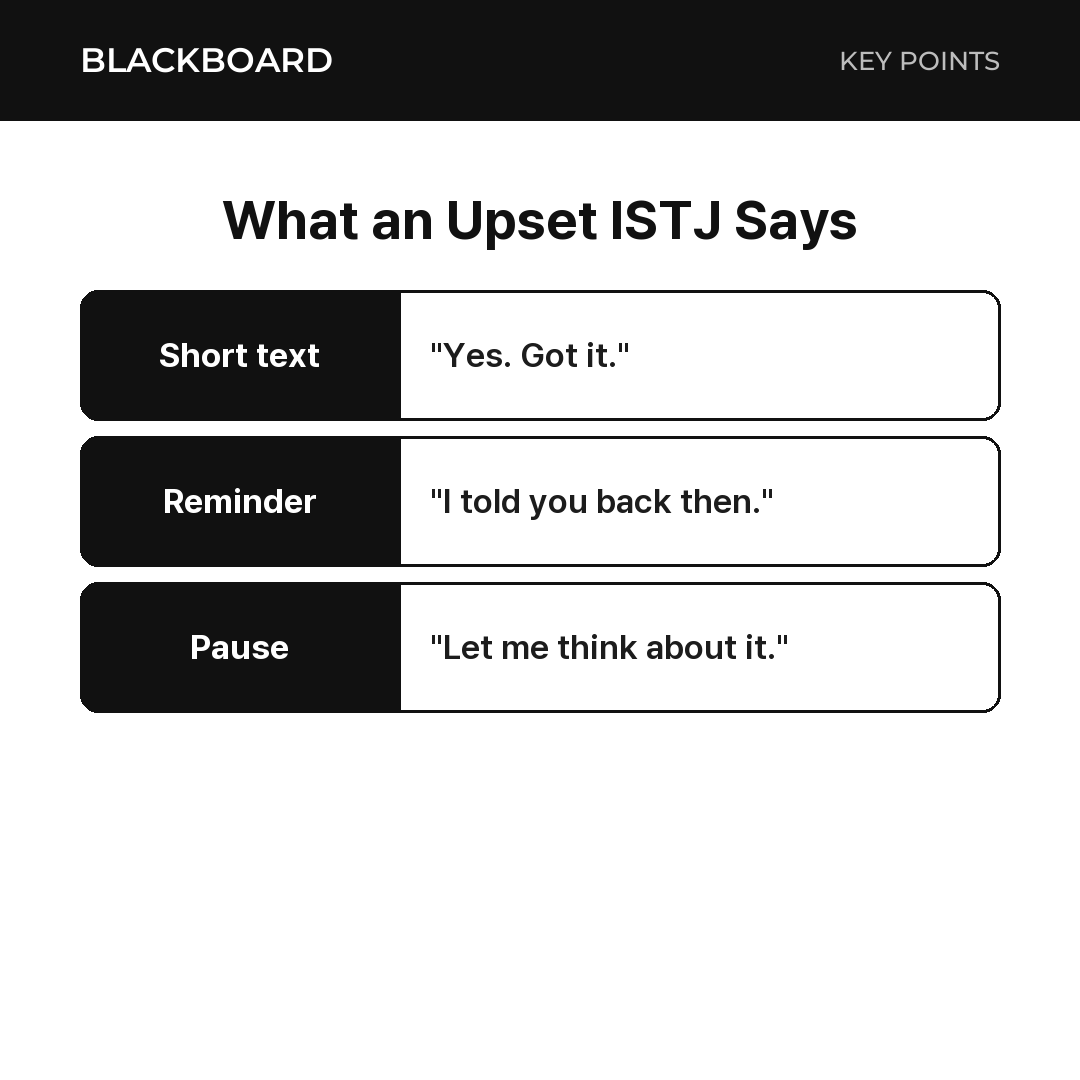 BLACKBOARD
KEY POINTS
What an Upset ISTJ Says
Short text
"Yes. Got it."
Reminder
"I told you back then."
Pause
"Let me think about it."